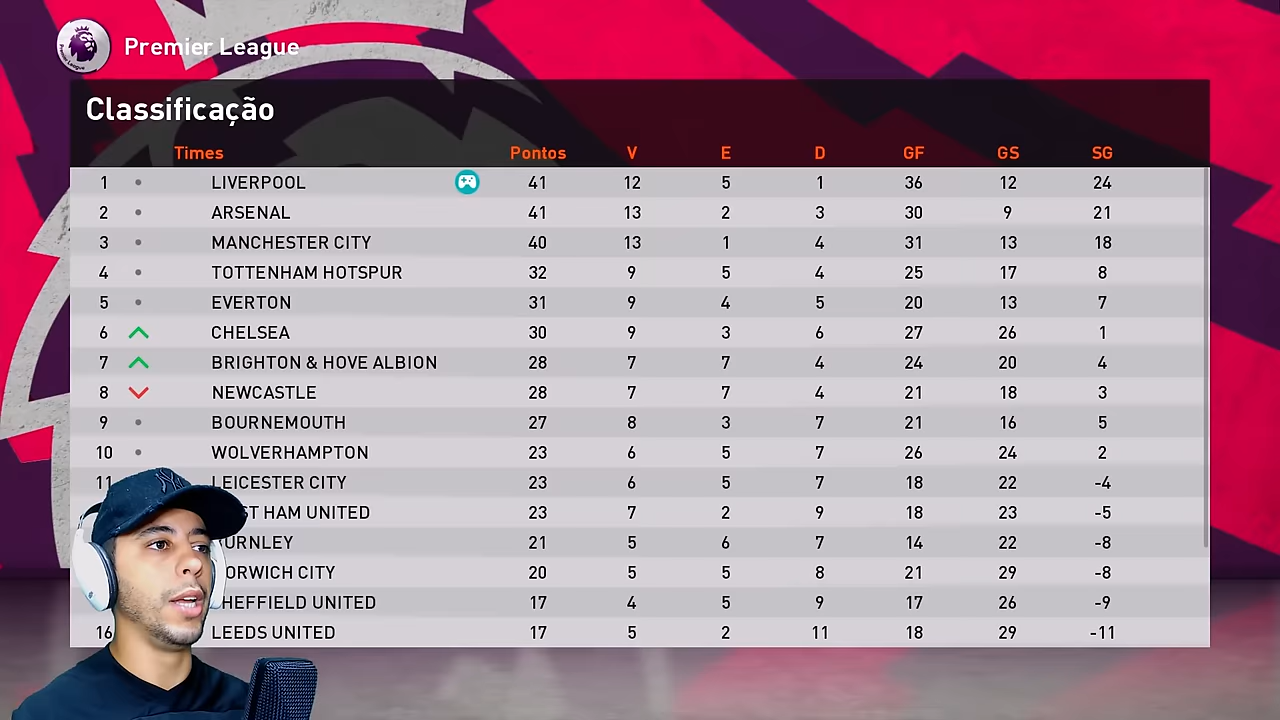 Premier League
Classificação
Times Pontos V E D GF GS SG
1 LIVERPOOL 41 12 5 1 36 12 24
2 ARSENAL 41 13 2 3 30 9 21
3 MANCHESTER CITY 40 13 1 4 31 13 18
4 TOTTENHAM HOTSPUR 32 9 5 4 25 17 8
5 EVERTON 31 9 4 5 20 13 7
6 CHELSEA 30 9 3 6 27 26 1
7 BRIGHTON & HOVE ALBION 28 7 7 4 24 20 4
8 NEWCASTLE 28 7 7 4 21 18 3
9 BOURNEMOUTH 27 8 3 7 21 16 5
10 WOLVERHAMPTON 23 6 5 7 26 24 2
11 LEICESTER CITY 23 6 5 7 18 22 -4
ST HAM UNITED 23 7 2 9 18 23 -5
URNLEY 21 5 6 7 14 22 -8
ORWICH CITY 20 5 5 8 21 29 -8
HEFFIELD UNITED 17 4 5 9 17 26 -9
16 LEEDS UNITED 17 5 2 11 18 29 -11